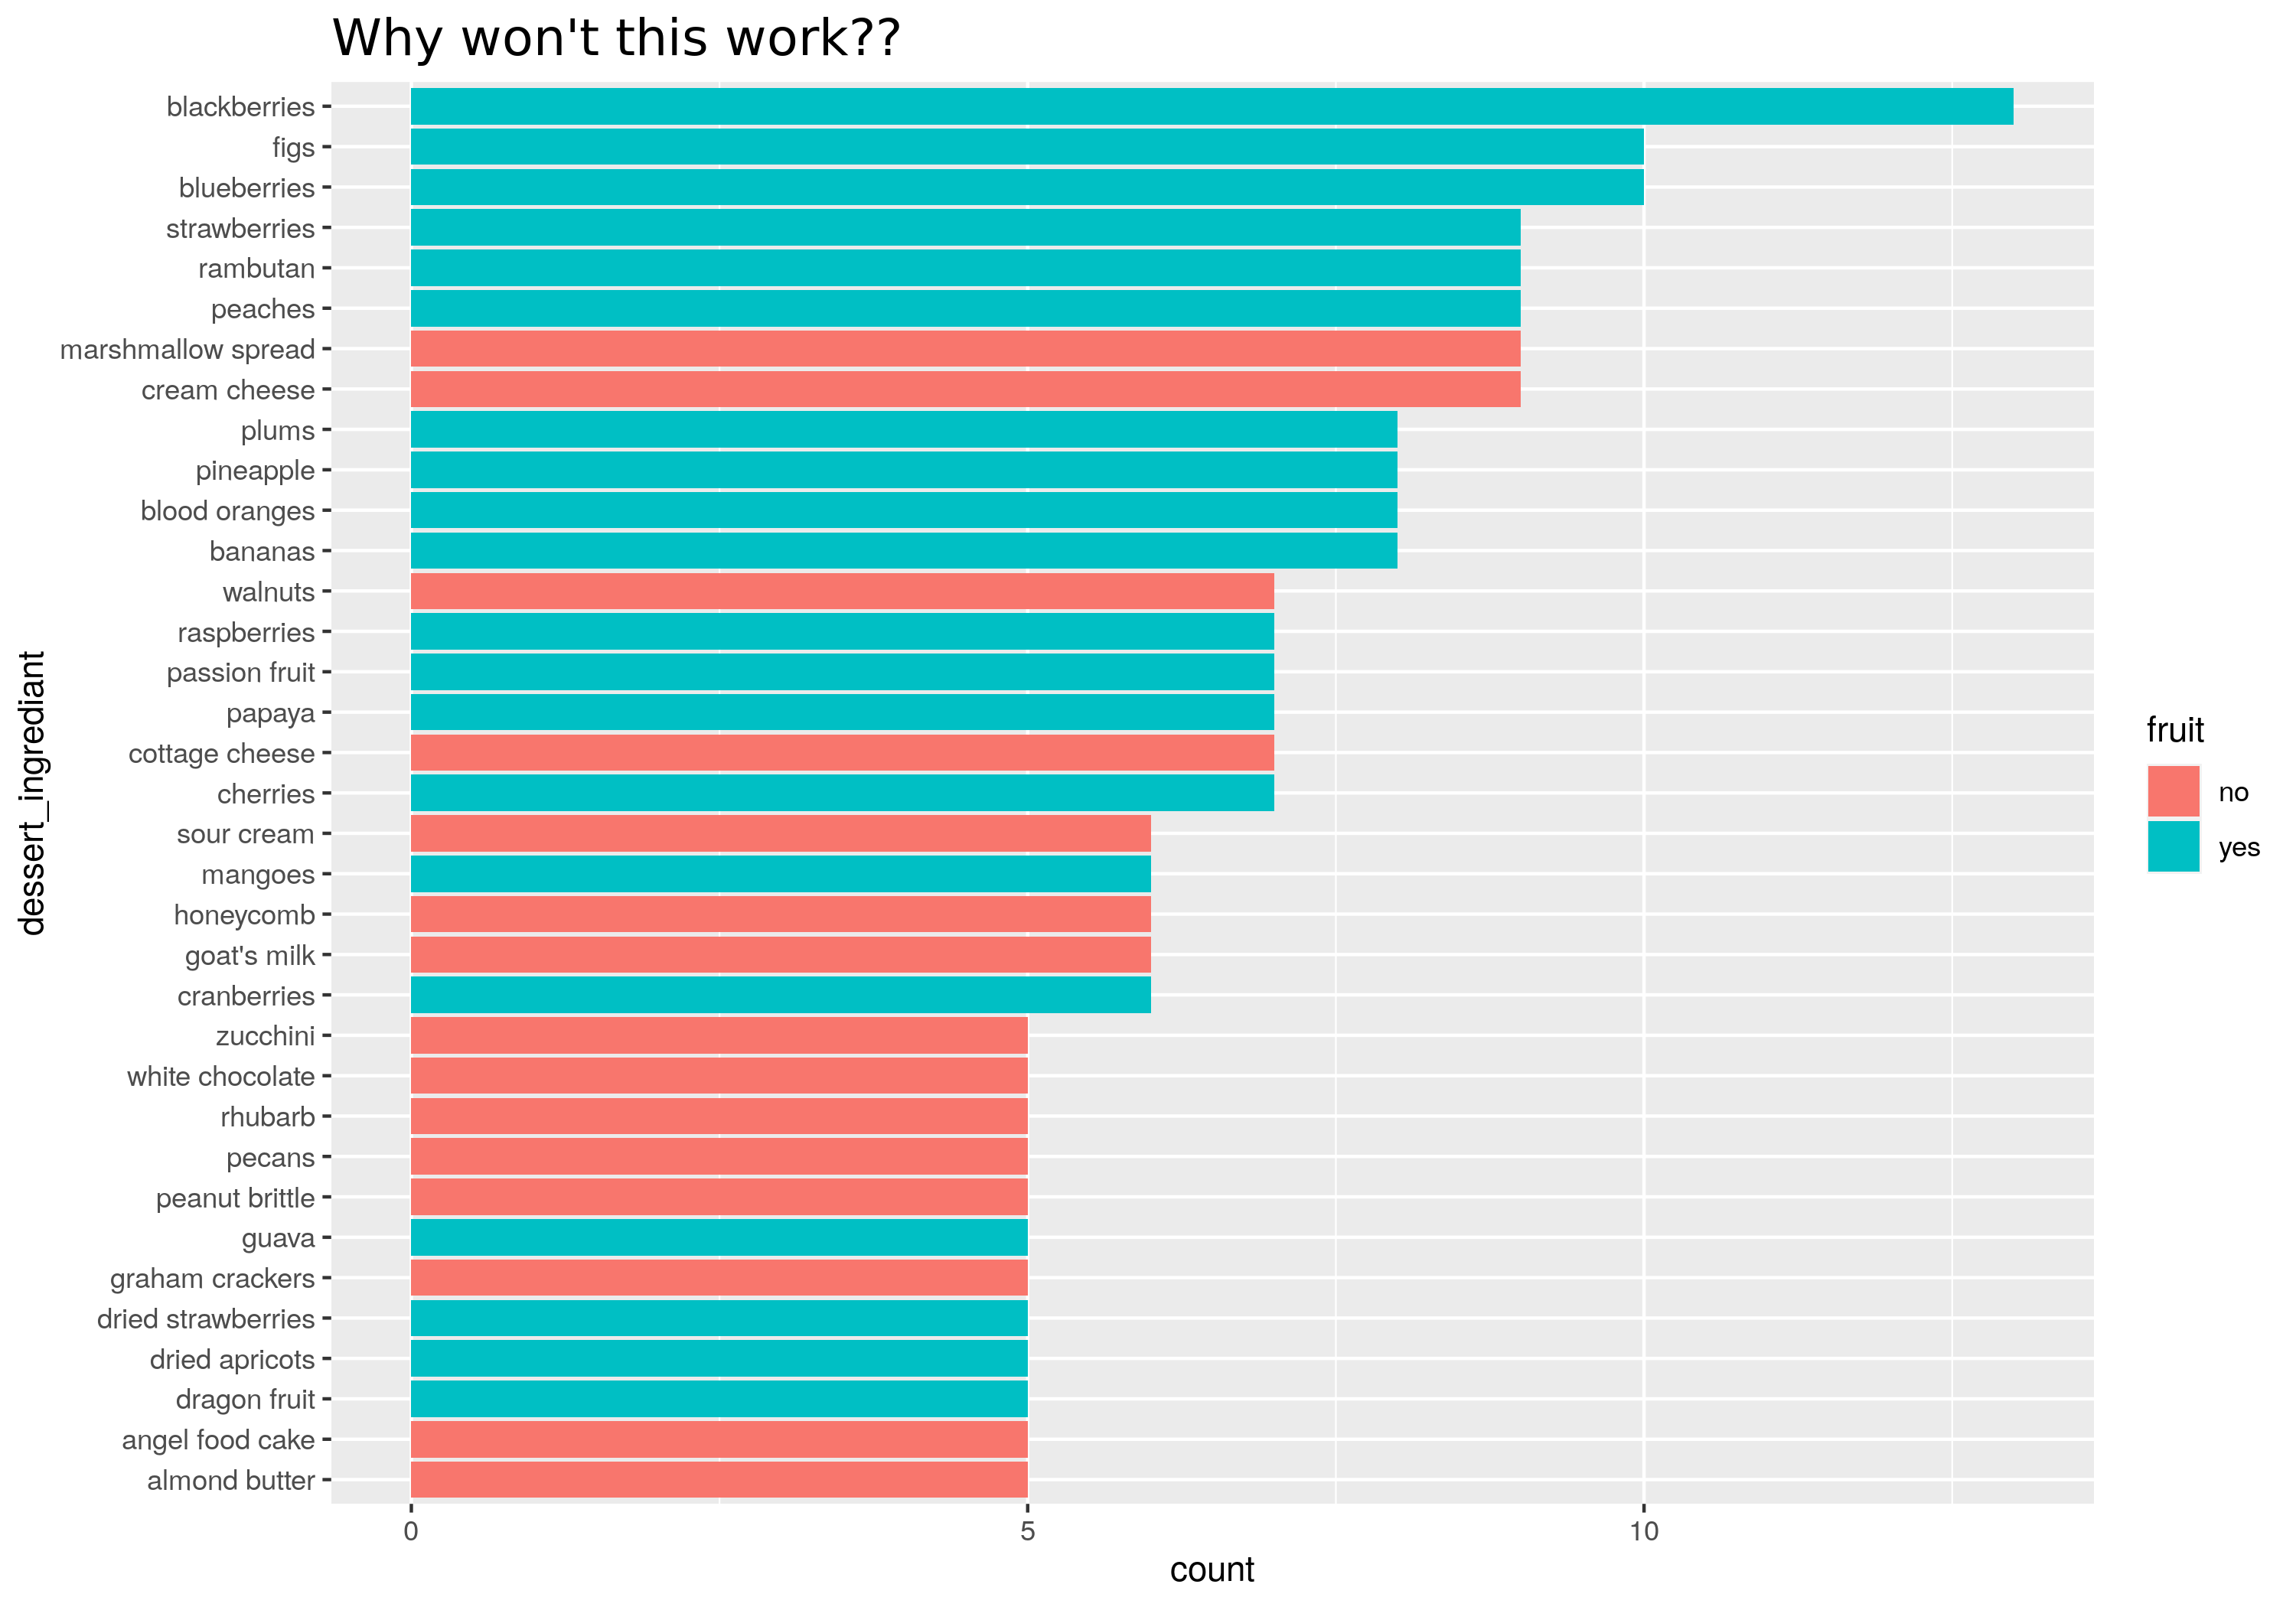 Why won't this work??
blackberries
figs
blueberries
strawberries
rambutan
peaches
marshmallow spread
cream cheese
plums
pineapple
blood oranges
bananas
walnuts
raspberries
passion fruit
papaya
cottage cheese
cherries
sour cream
mangoes
honeycomb
goat's milk
cranberries
zucchini
white chocolate
rhubarb
pecans
peanut brittle
guava
graham crackers
dried strawberries
dried apricots
dragon fruit
angel food cake
almond butter
dessert_ingrediant
0 5 10
count
fruit
no
yes